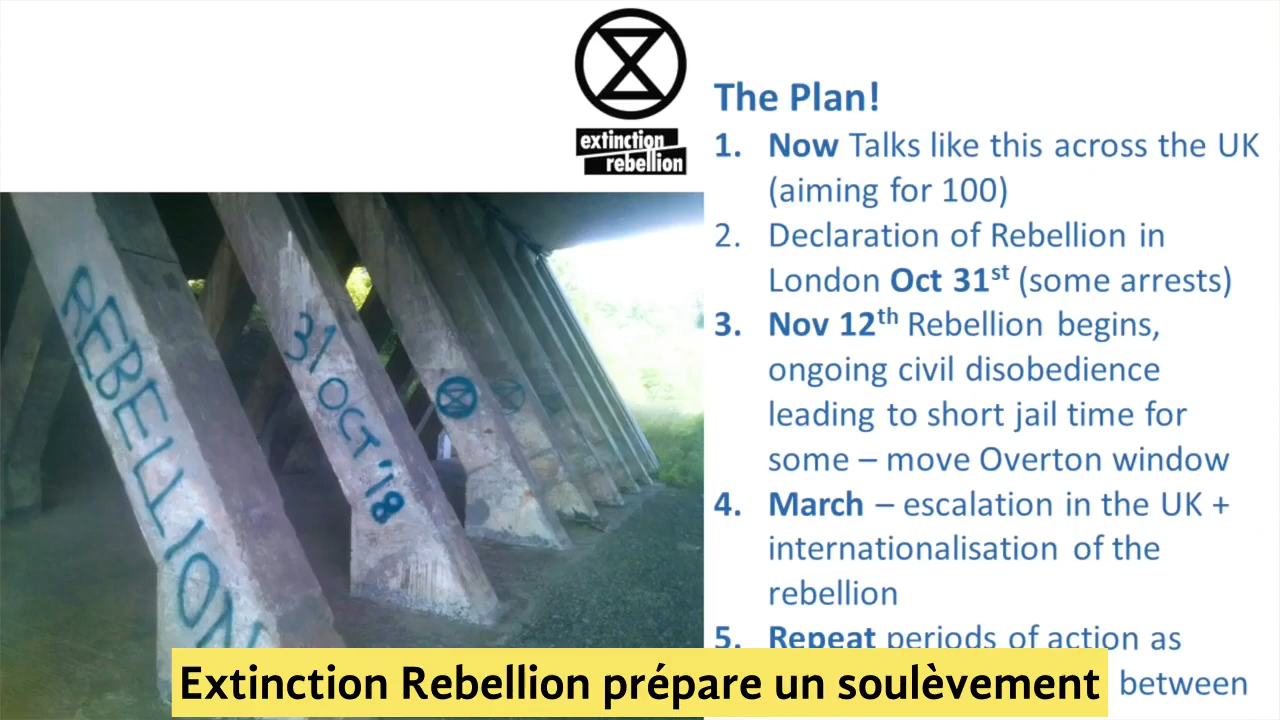 extinction
rebellion
The Plan!
1. Now Talks like this across the UK
(aiming for 100)
2. Declaration of Rebellion in
London Oct 31st (some arrests)
3. Nov 12th Rebellion begins,
ongoing civil disobedience
leading to short jail time for
some – move Overton window
4. March – escalation in the UK +
internationalisation of the
rebellion
5. Repeat periods of action as
between
REBELLION
31 OCT '18
Extinction Rebellion prépare un soulèvement